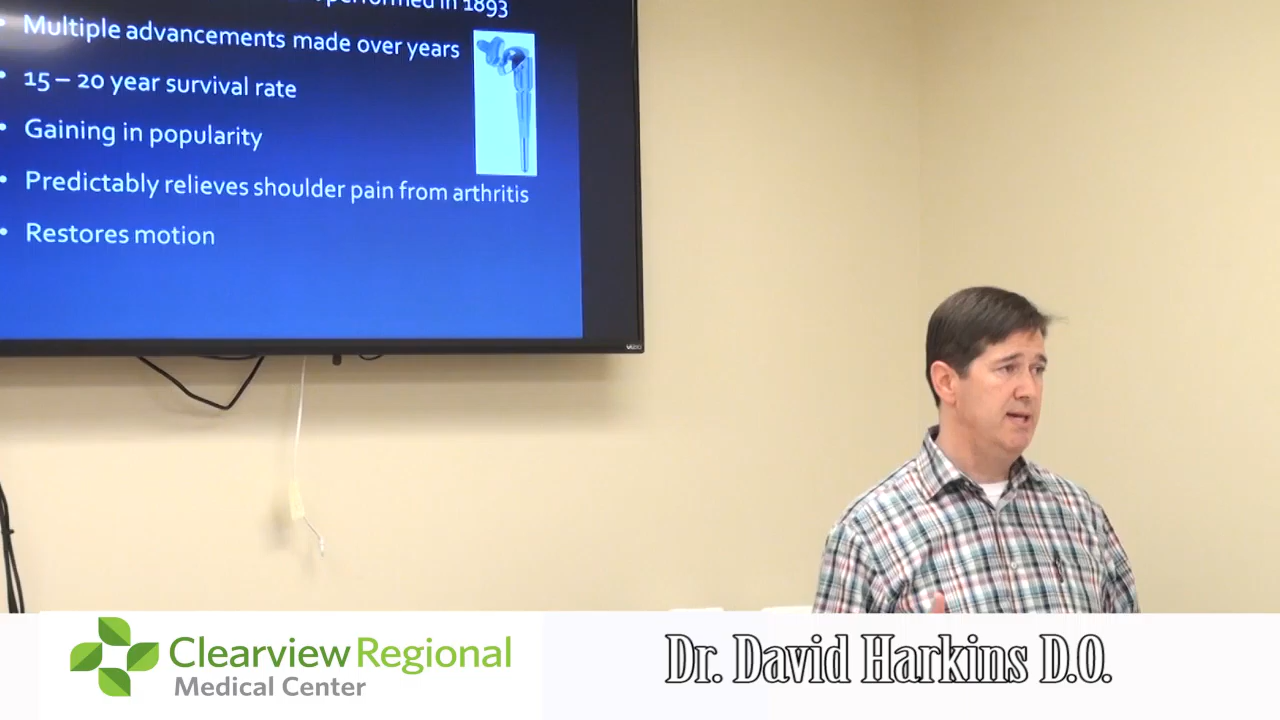 performed in 1893
• Multiple advancements made over years
• 15 – 20 year survival rate
• Gaining in popularity
• Predictably relieves shoulder pain from arthritis
• Restores motion
VIZIO
Clearview Regional
Medical Center
Dr. David Harkins D.O.